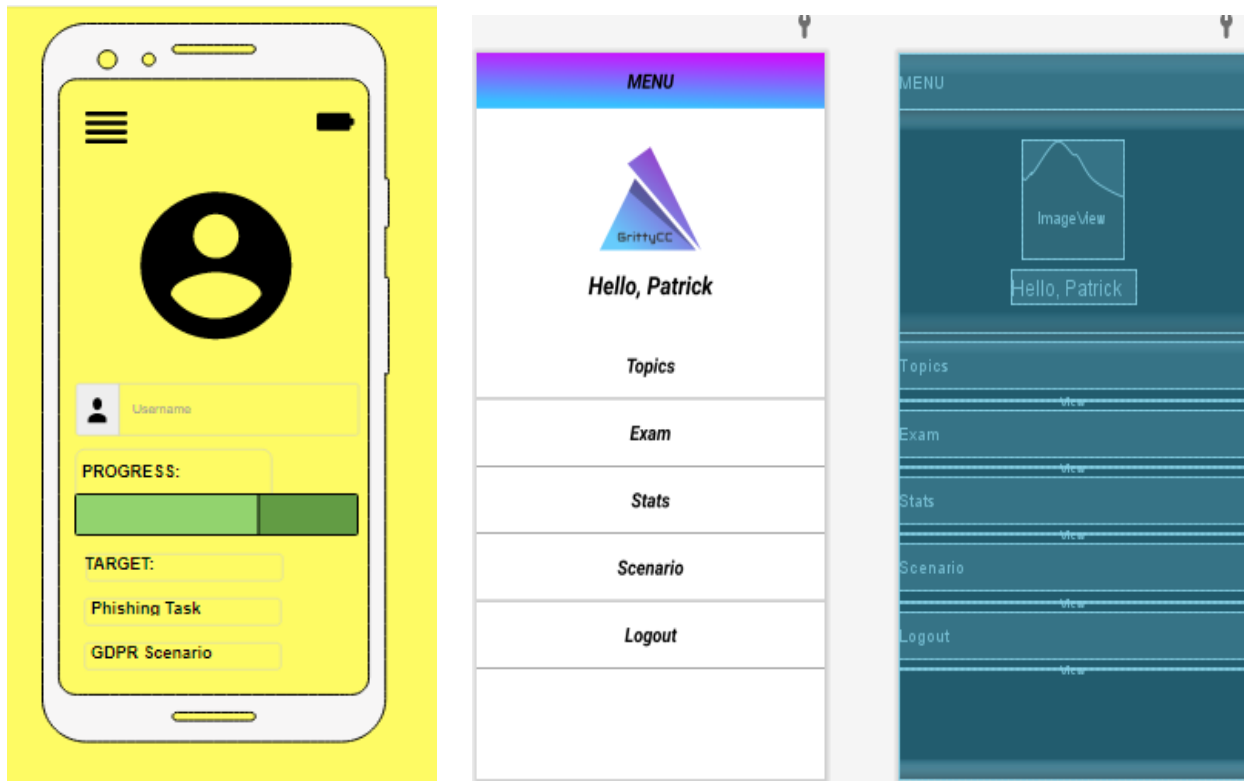 Username
PROGRESS:
TARGET:
Phishing Task
GDPR Scenario
MENU
GrittyCC
Hello, Patrick
Topics
Exam
Stats
Scenario
Logout
MENU
ImageView
Hello, Patrick
Topics
View
Exam
View
Stats
View
Scenario
View
Logout
View